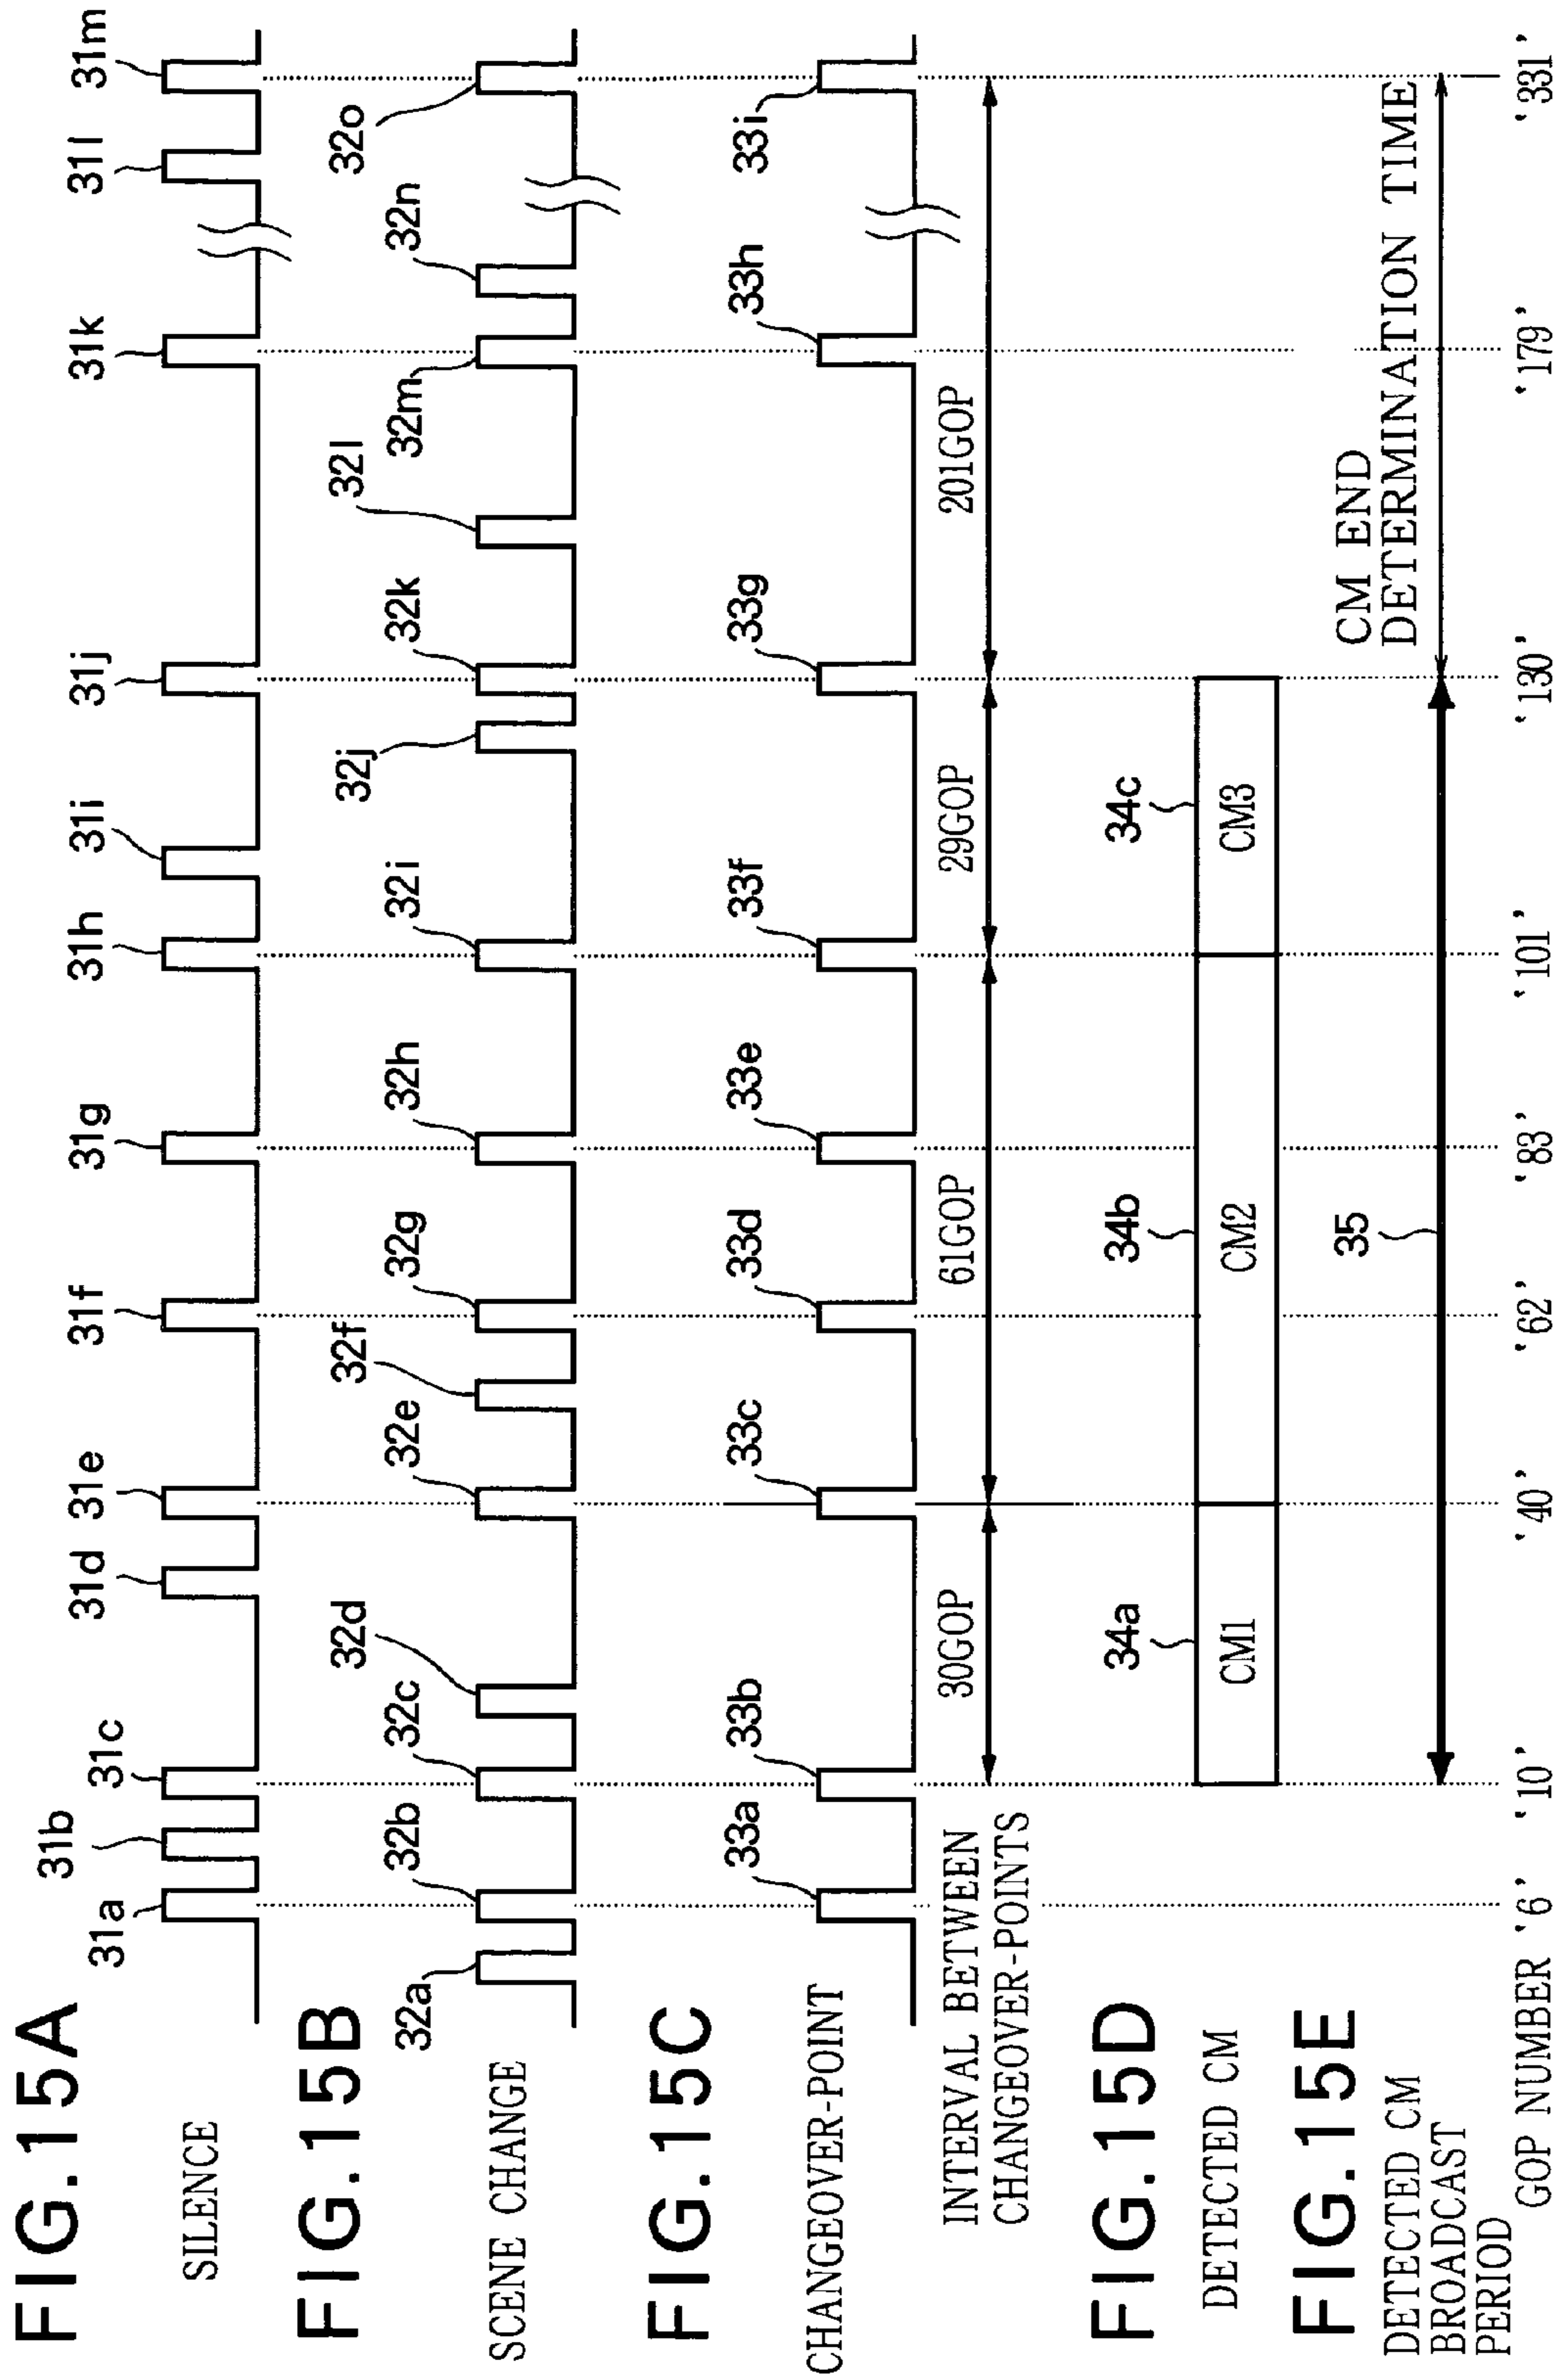 FIG.15A
SILENCE
31a
31b
31c
31d
31e
31f
31g
31h
31i
31j
31k
31l
31m
FIG.15B
SCENE CHANGE
32a
32b
32c
32d
32e
32f
32g
32h
32i
32j
32k
32l
32m
32n
32o
FIG.15C
CHANGEOVER-POINT
33a
33b
33c
33d
33e
33f
33g
33h
33i
INTERVAL BETWEEN
CHANGEOVER-POINTS
30GOP
61GOP
29GOP
201GOP
FIG.15D
DETECTED CM
34a
34b
34c
CM1
CM2
CM3
FIG.15E
DETECTED CM
BROADCAST
PERIOD
35
CM END
DETERMINATION TIME
GOP NUMBER
'6'
'10'
'40'
'62'
'83'
'101'
'130'
'179'
'331'